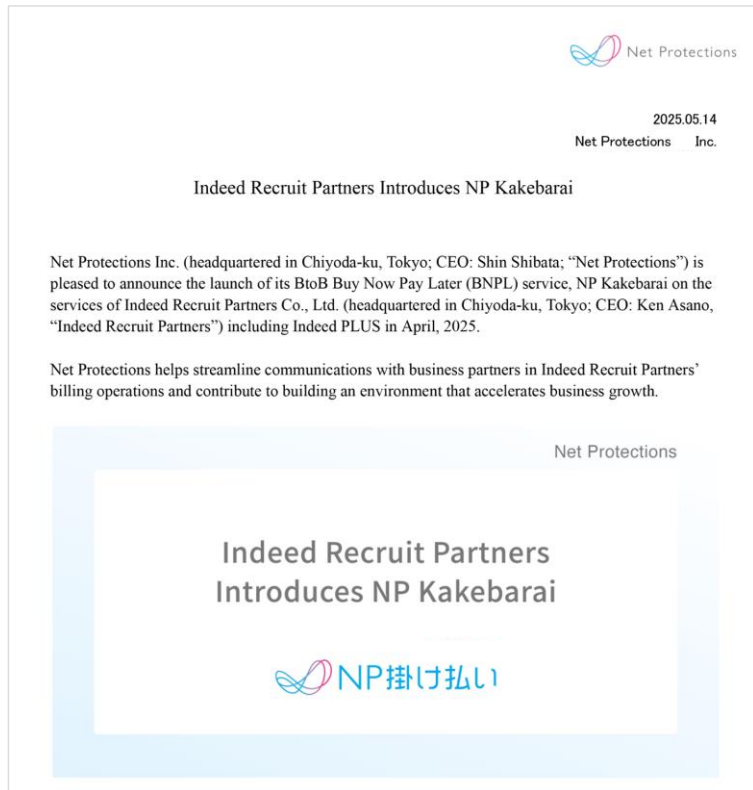 Net Protections
2025.05.14
Net Protections Inc.
Indeed Recruit Partners Introduces NP Kakebarai
Net Protections Inc. (headquartered in Chiyoda-ku, Tokyo; CEO: Shin Shibata; “Net Protections”) is
pleased to announce the launch of its BtoB Buy Now Pay Later (BNPL) service, NP Kakebarai on the
services of Indeed Recruit Partners Co., Ltd. (headquartered in Chiyoda-ku, Tokyo; CEO: Ken Asano,
“Indeed Recruit Partners”) including Indeed PLUS in April, 2025.
Net Protections helps streamline communications with business partners in Indeed Recruit Partners’
billing operations and contribute to building an environment that accelerates business growth.
Net Protections
Indeed Recruit Partners
Introduces NP Kakebarai
NP掛け払い